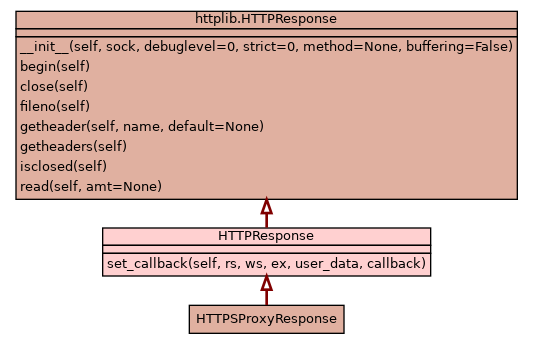 httplib.HTTPResponse
__init__(self, sock, debuglevel=0, strict=0, method=None, buffering=False)
begin(self)
close(self)
fileno(self)
getheader(self, name, default=None)
getheaders(self)
isclosed(self)
read(self, amt=None)
HTTPResponse
set_callback(self, rs, ws, ex, user_data, callback)
HTTPSProxyResponse